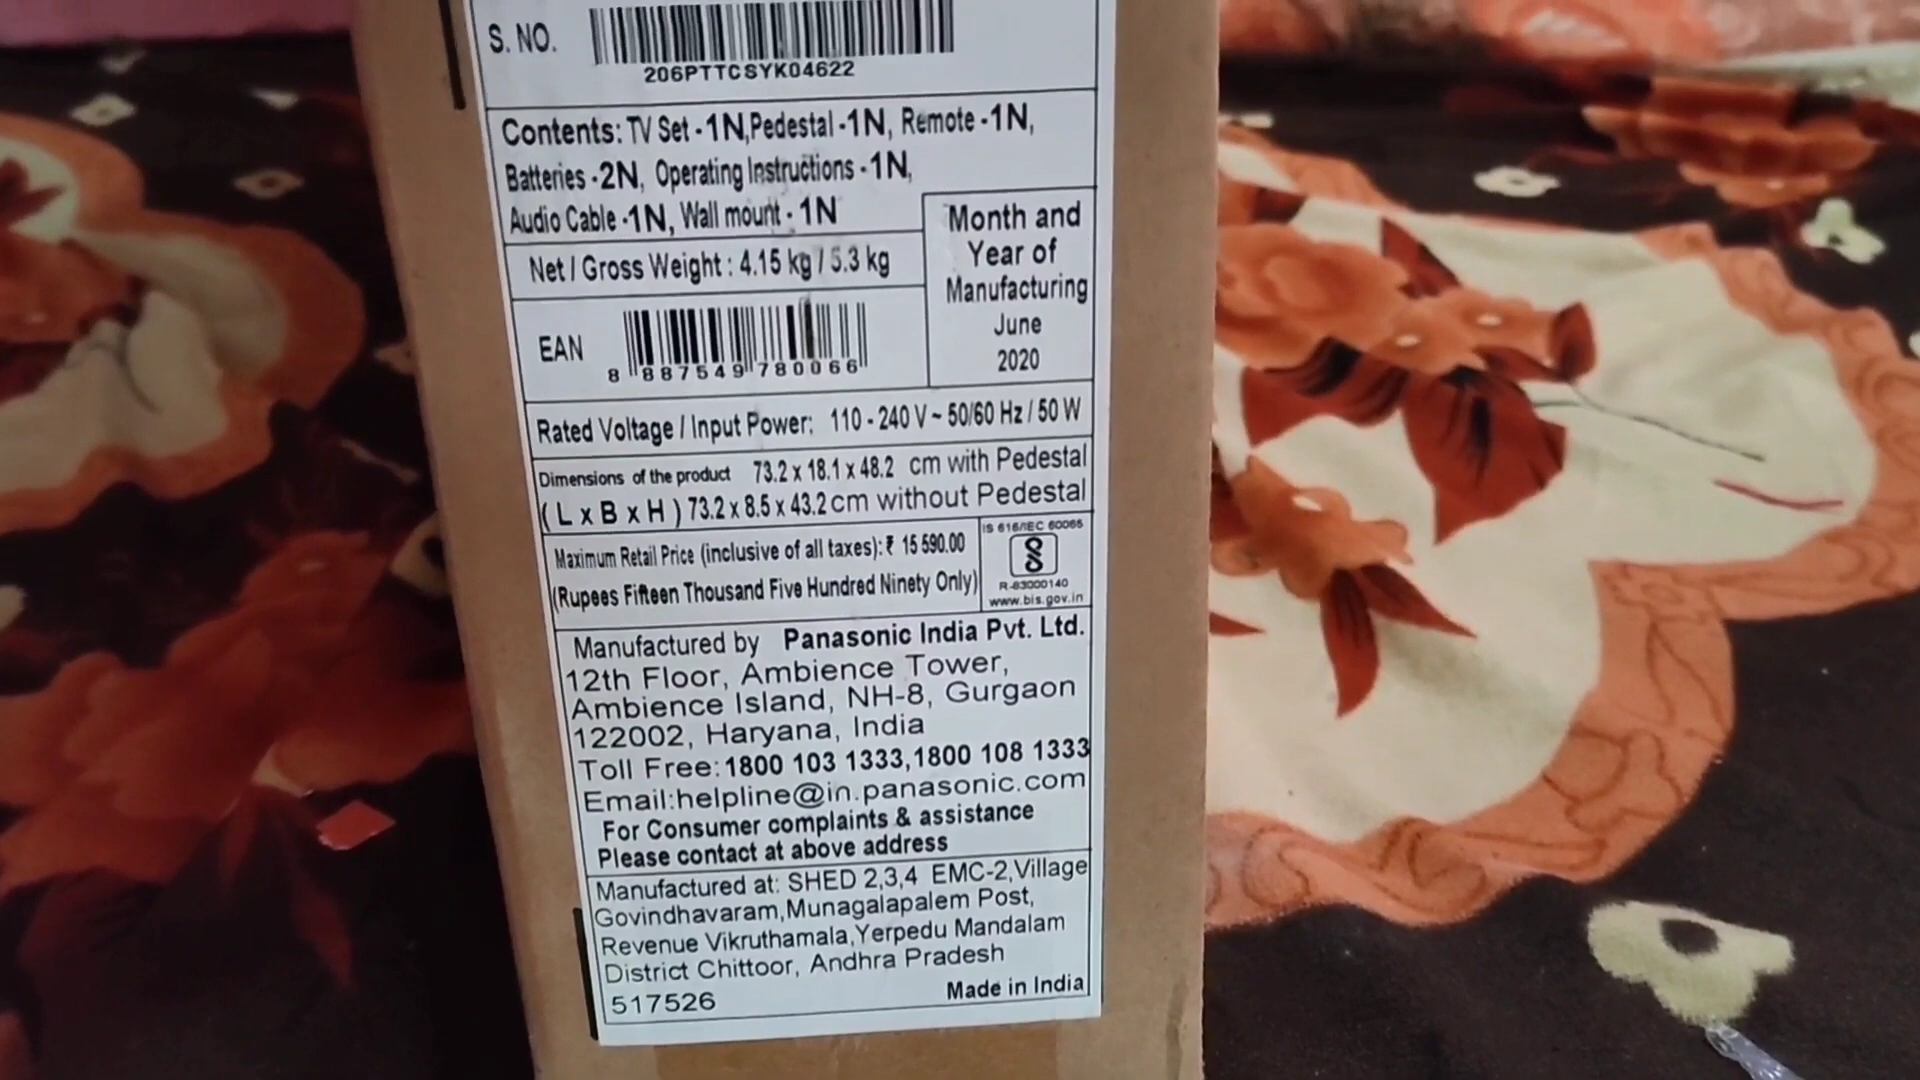 S. NO.
206PTTCSYK04622
Contents: TV Set - 1N, Pedestal - 1N, Remote - 1N,
Batteries - 2N, Operating Instructions - 1N,
Audio Cable - 1N, Wall mount - 1N
Net / Gross Weight : 4.15 kg / 5.3 kg
Month and
Year of
Manufacturing
June
2020
EAN
8 887549 780066
Rated Voltage / Input Power: 110 - 240 V ~ 50/60 Hz / 50 W
Dimensions of the product 73.2 x 18.1 x 48.2 cm with Pedestal
( L x B x H ) 73.2 x 8.5 x 43.2 cm without Pedestal
Maximum Retail Price (inclusive of all taxes): ₹ 15 590.00
(Rupees Fifteen Thousand Five Hundred Ninety Only)
IS 616/IEC 60065
R-83000140
www.bis.gov.in
Manufactured by Panasonic India Pvt. Ltd.
12th Floor, Ambience Tower,
Ambience Island, NH-8, Gurgaon
122002, Haryana, India
Toll Free: 1800 103 1333, 1800 108 1333
Email:helpline@in.panasonic.com
For Consumer complaints & assistance
Please contact at above address
Manufactured at: SHED 2,3,4 EMC-2, Village
Govindhavaram, Munagalapalem Post,
Revenue Vikruthamala, Yerpedu Mandalam
District Chittoor, Andhra Pradesh
517526
Made in India